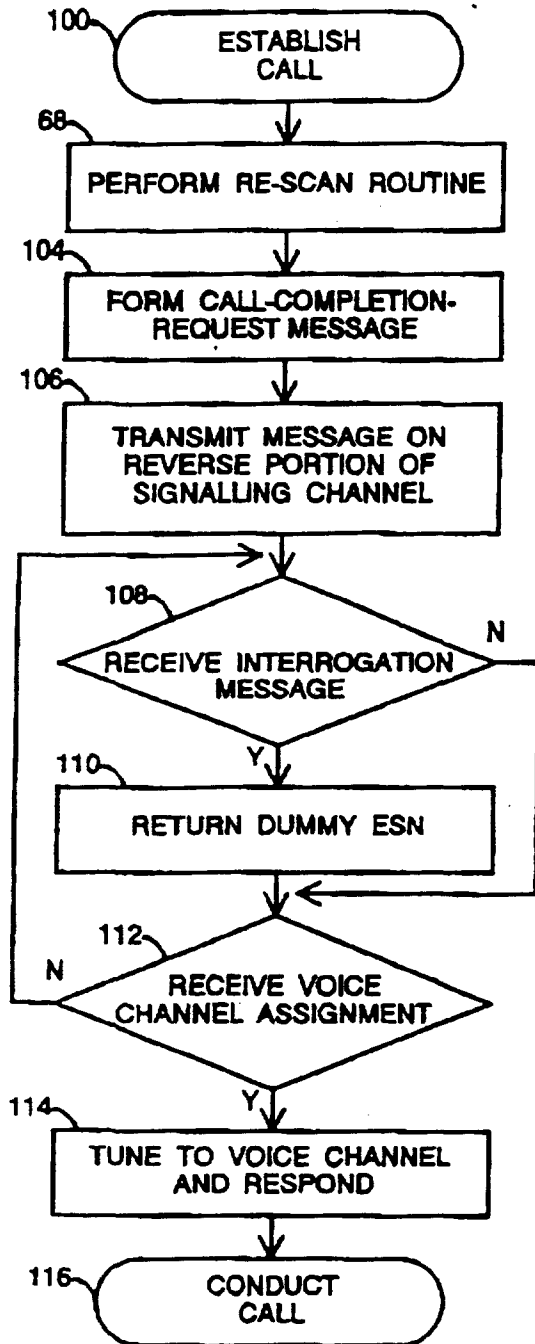 100
ESTABLISH
CALL
68
PERFORM RE-SCAN ROUTINE
104
FORM CALL-COMPLETION-
REQUEST MESSAGE
106
TRANSMIT MESSAGE ON
REVERSE PORTION OF
SIGNALLING CHANNEL
108
N
RECEIVE INTERROGATION
MESSAGE
Y
110
RETURN DUMMY ESN
112
N
RECEIVE VOICE
CHANNEL ASSIGNMENT
Y
114
TUNE TO VOICE CHANNEL
AND RESPOND
116
CONDUCT
CALL